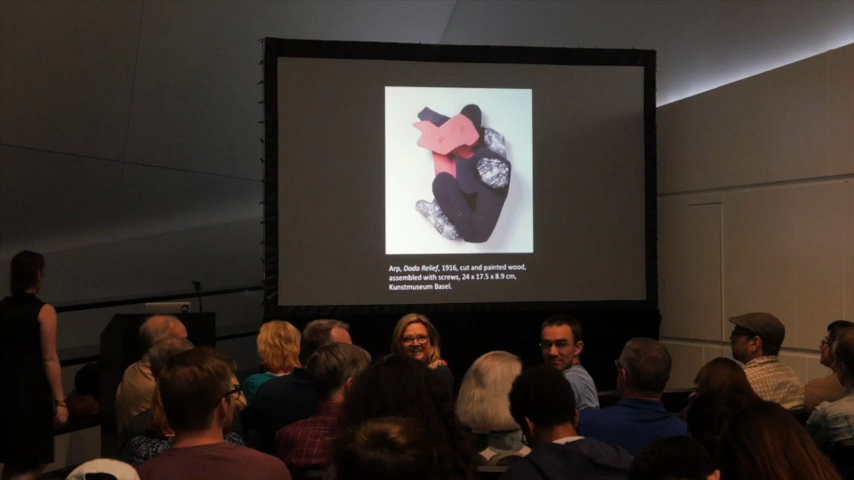 Arp, Dada Relief, 1916, cut and painted wood,
assembled with screws, 24 x 17.5 x 8.9 cm,
Kunstmuseum Basel.